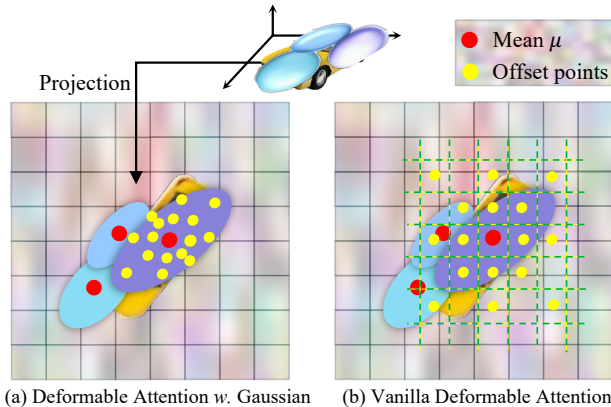 Mean μ
Offset points
Projection
(a) Deformable Attention w. Gaussian
(b) Vanilla Deformable Attention